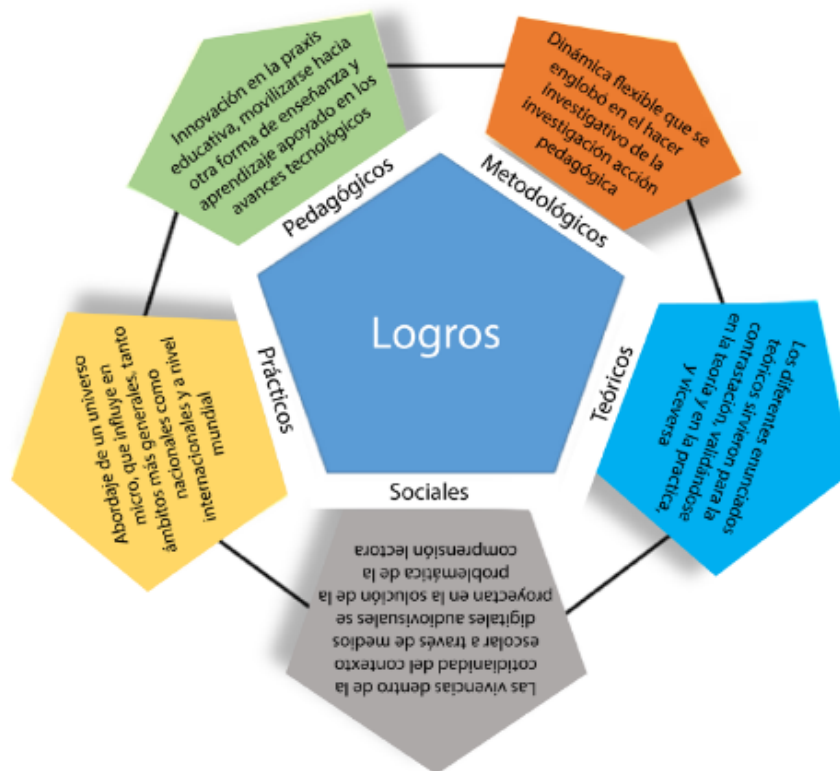 Innovación en la praxis
educativa, movilizarse hacia
otra forma de enseñanza y
aprendizaje apoyado en los
avances tecnológicos
Pedagógicos
Dinámica flexible que se
englobó en el hacer
investigativo de la
investigación acción
pedagógica
Metodológicos
Logros
Los diferentes enunciados
teóricos sirvieron para la
contrastación, validándose
en la teoría y en la practica,
y viceversa
Teóricos
Sociales
Las vivencias dentro de la
cotidianidad del contexto
escolar a través de medios
digitales audiovisuales se
proyectan en la solución de la
problemática de la
comprensión lectora
Prácticos
Abordaje de un universo
micro, que influye en
ámbitos más generales, tanto
nacionales como
internacionales y a nivel
mundial